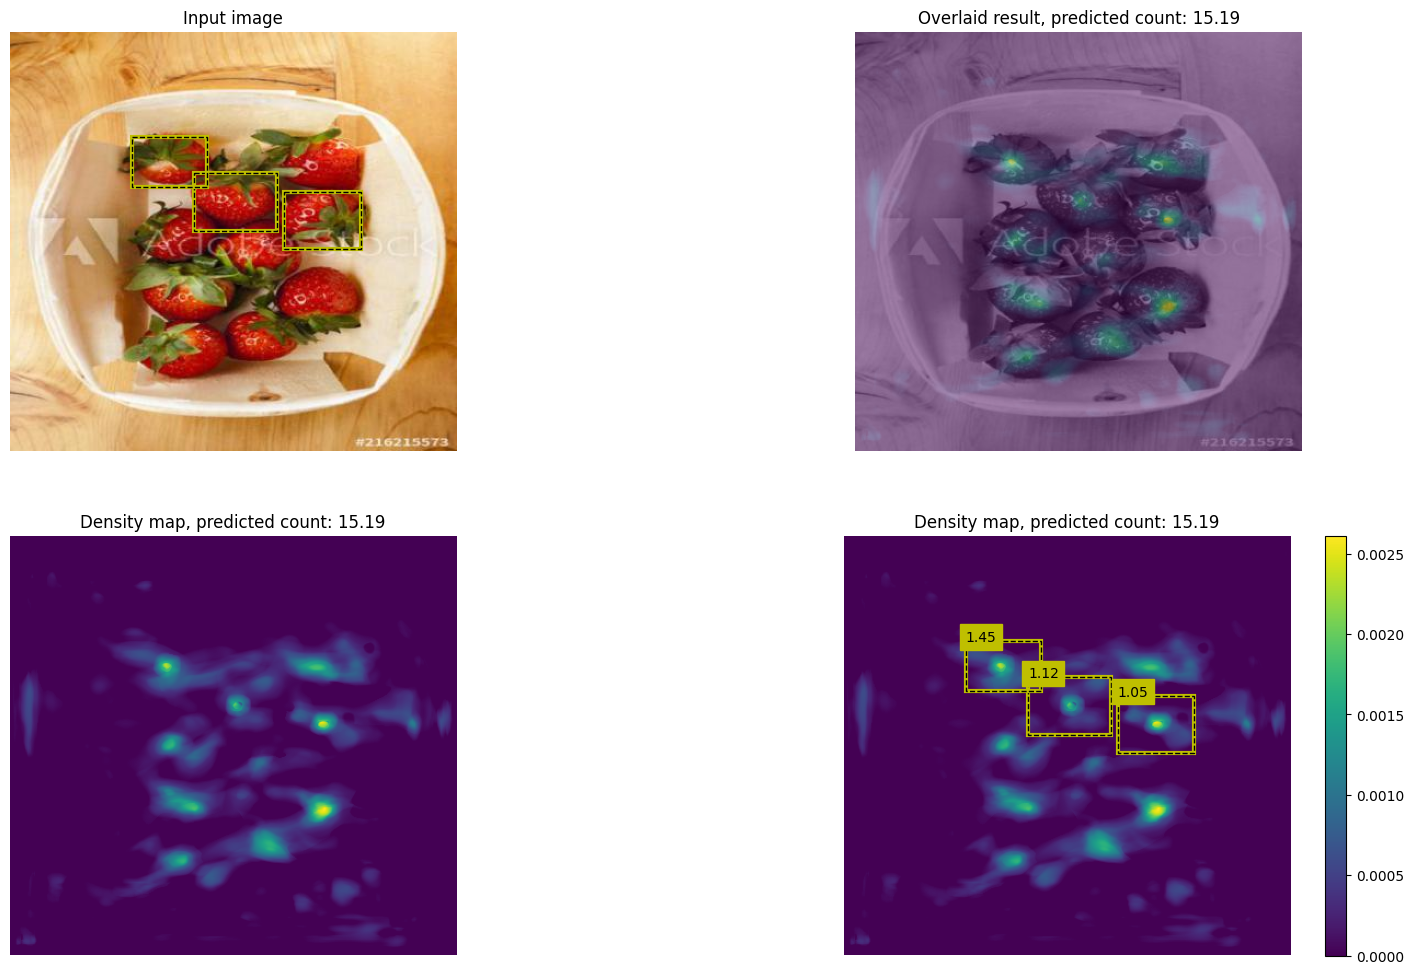 Input image
Overlaid result, predicted count: 15.19
Adobe Stock
#216215573
#216215573
Adobe Stock
Density map, predicted count: 15.19
Density map, predicted count: 15.19
1.45
1.12
1.05
0.0025
0.0020
0.0015
0.0010
0.0005
0.0000